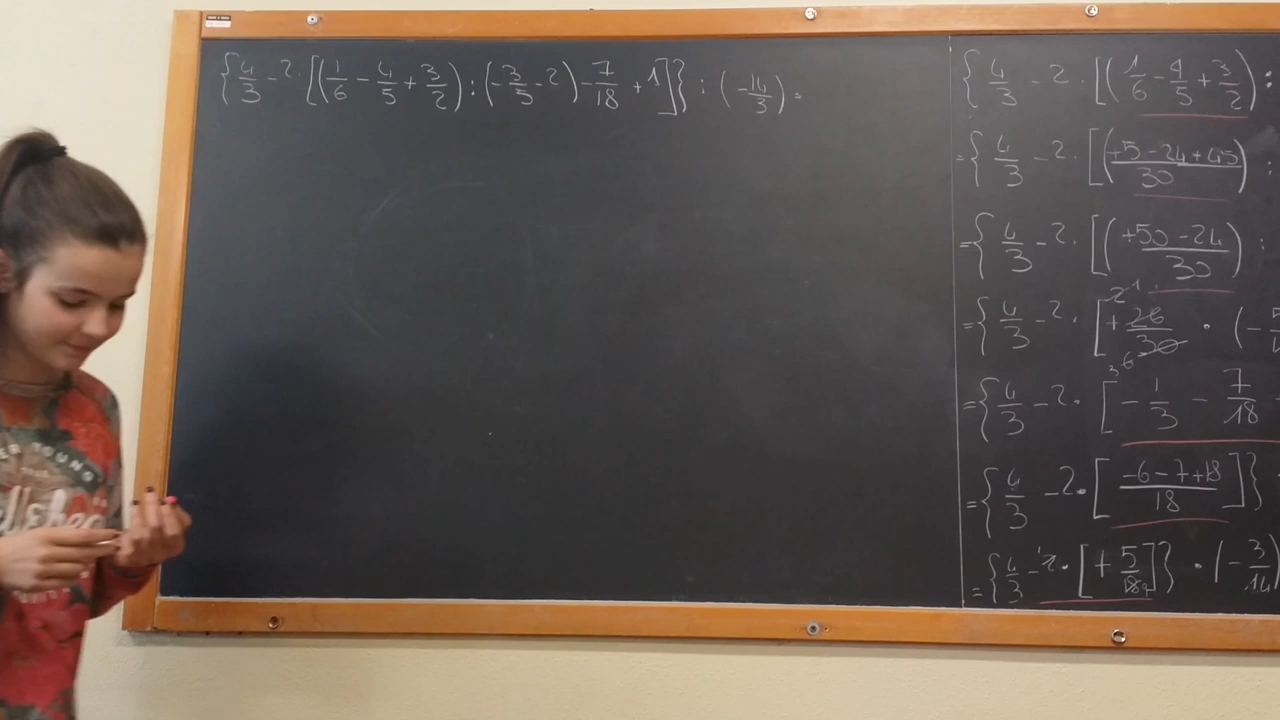 {4/3 - 2 · [(1/6 - 4/5 + 3/2) : (-3/5 - 2) - 7/18 + 1]} : (-14/3) =
{4/3 - 2 · [(1/6 - 4/5 + 3/2) :
= {4/3 - 2 · [(+5 - 24 + 45)/30 :
= {4/3 - 2 · [(+50 - 24)/30 :
= {4/3 - 2 · [+26/30 · (-5
= {4/3 - 2 · [-1/3 - 7/18
= {4/3 - 2 · [-6 - 7 + 18/18]}
= {4/3 - 2 · [+5/18]} · (-3/14)